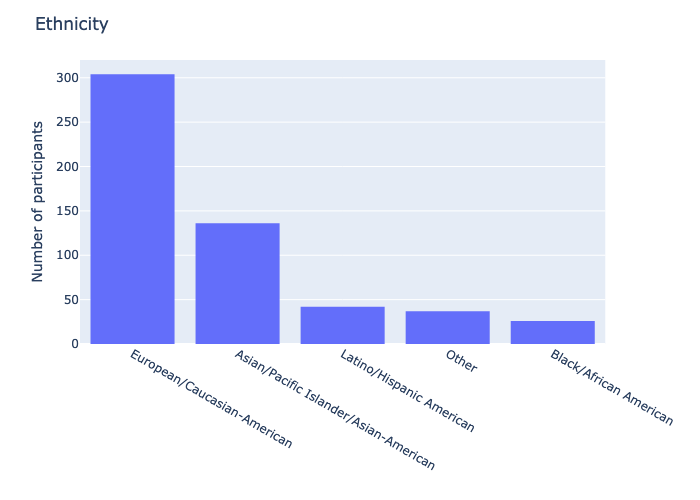 Ethnicity
Number of participants
300
250
200
150
100
50
0
European/Caucasian-American
Asian/Pacific Islander/Asian-American
Latino/Hispanic American
Other
Black/African American